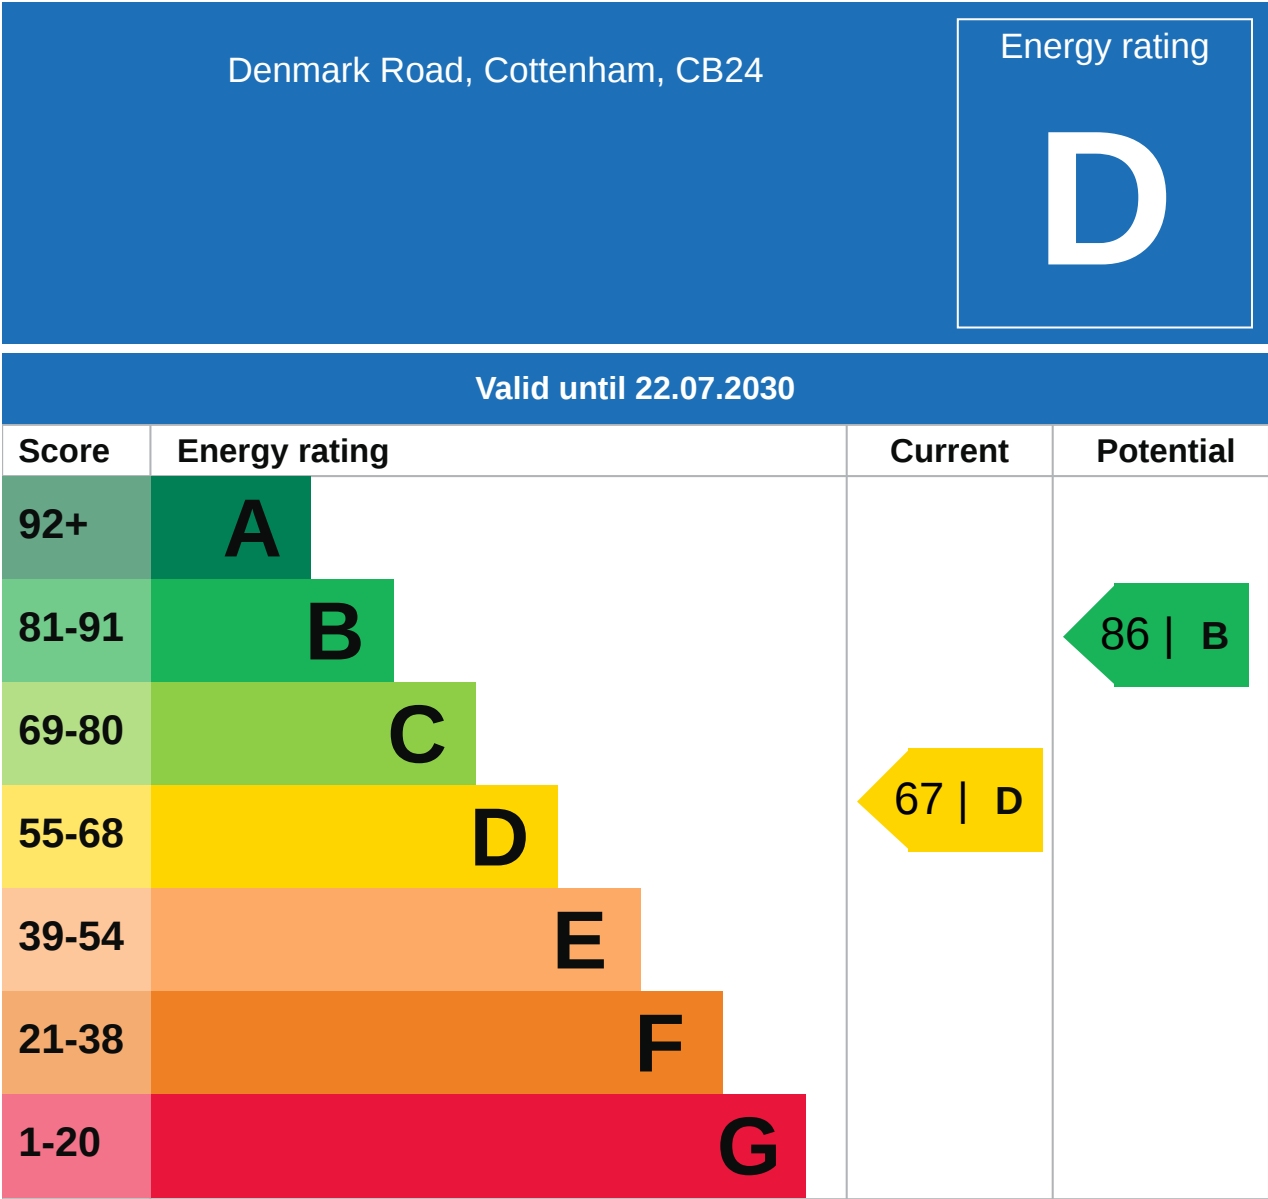 Denmark Road, Cottenham, CB24
Energy rating
D
Valid until 22.07.2030
Score Energy rating Current Potential
92+ A
81-91 B 86 | B
69-80 C
55-68 D 67 | D
39-54 E
21-38 F
1-20 G